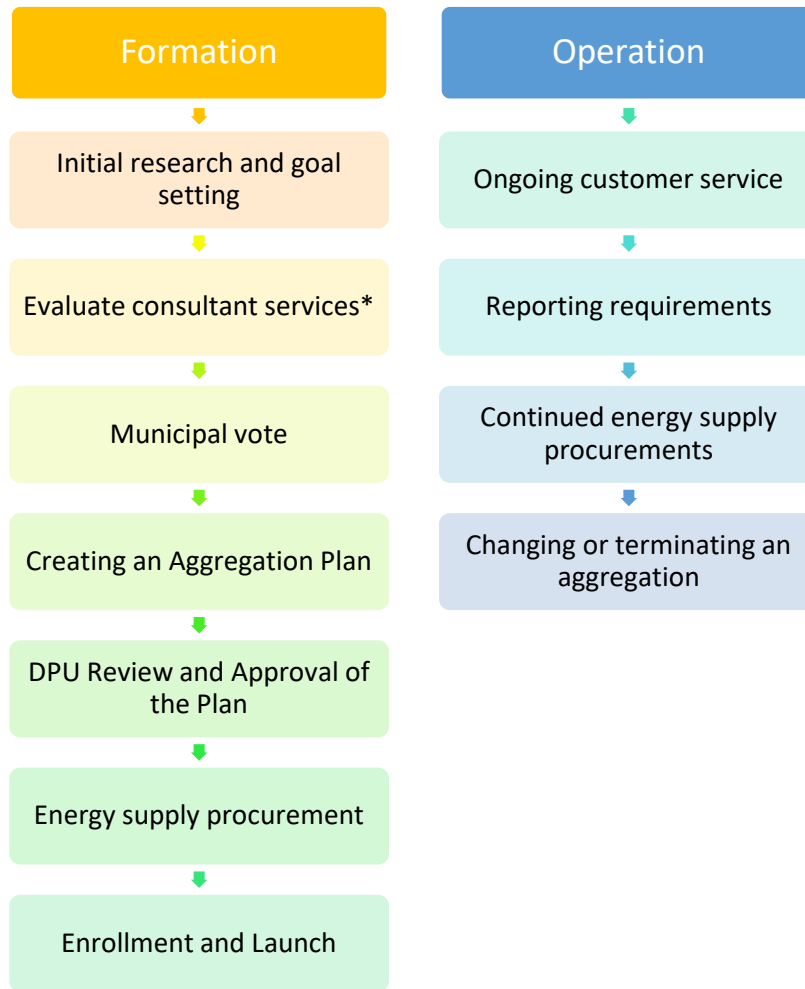 Formation
Initial research and goal
setting
Evaluate consultant services*
Municipal vote
Creating an Aggregation Plan
DPU Review and Approval of
the Plan
Energy supply procurement
Enrollment and Launch
Operation
Ongoing customer service
Reporting requirements
Continued energy supply
procurements
Changing or terminating an
aggregation